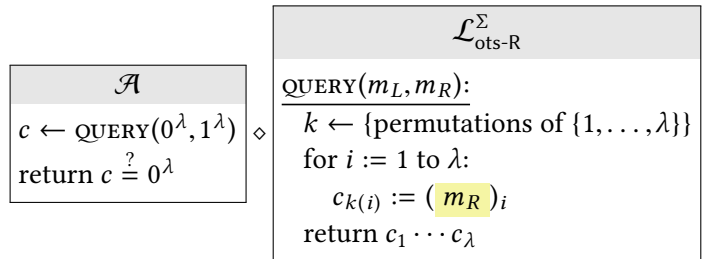 𝒜
c ← QUERY(0^λ, 1^λ)
return c ≟ 0^λ
⋄
ℒ^Σ_ots-R
QUERY(m_L, m_R):
k ← {permutations of {1, . . . , λ}}
for i := 1 to λ:
c_{k(i)} := ( m_R )_i
return c_1 · · · c_λ